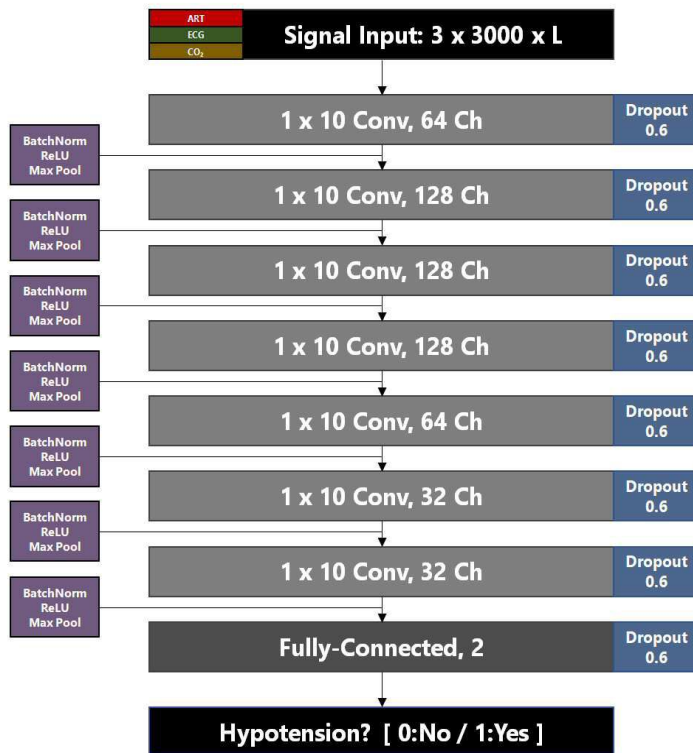 ART
ECG
CO₂
Signal Input: 3 x 3000 x L
1 x 10 Conv, 64 Ch
Dropout
0.6
BatchNorm
ReLU
Max Pool
1 x 10 Conv, 128 Ch
Dropout
0.6
BatchNorm
ReLU
Max Pool
1 x 10 Conv, 128 Ch
Dropout
0.6
BatchNorm
ReLU
Max Pool
1 x 10 Conv, 128 Ch
Dropout
0.6
BatchNorm
ReLU
Max Pool
1 x 10 Conv, 64 Ch
Dropout
0.6
BatchNorm
ReLU
Max Pool
1 x 10 Conv, 32 Ch
Dropout
0.6
BatchNorm
ReLU
Max Pool
1 x 10 Conv, 32 Ch
Dropout
0.6
BatchNorm
ReLU
Max Pool
Fully-Connected, 2
Dropout
0.6
Hypotension? [ 0:No / 1:Yes ]